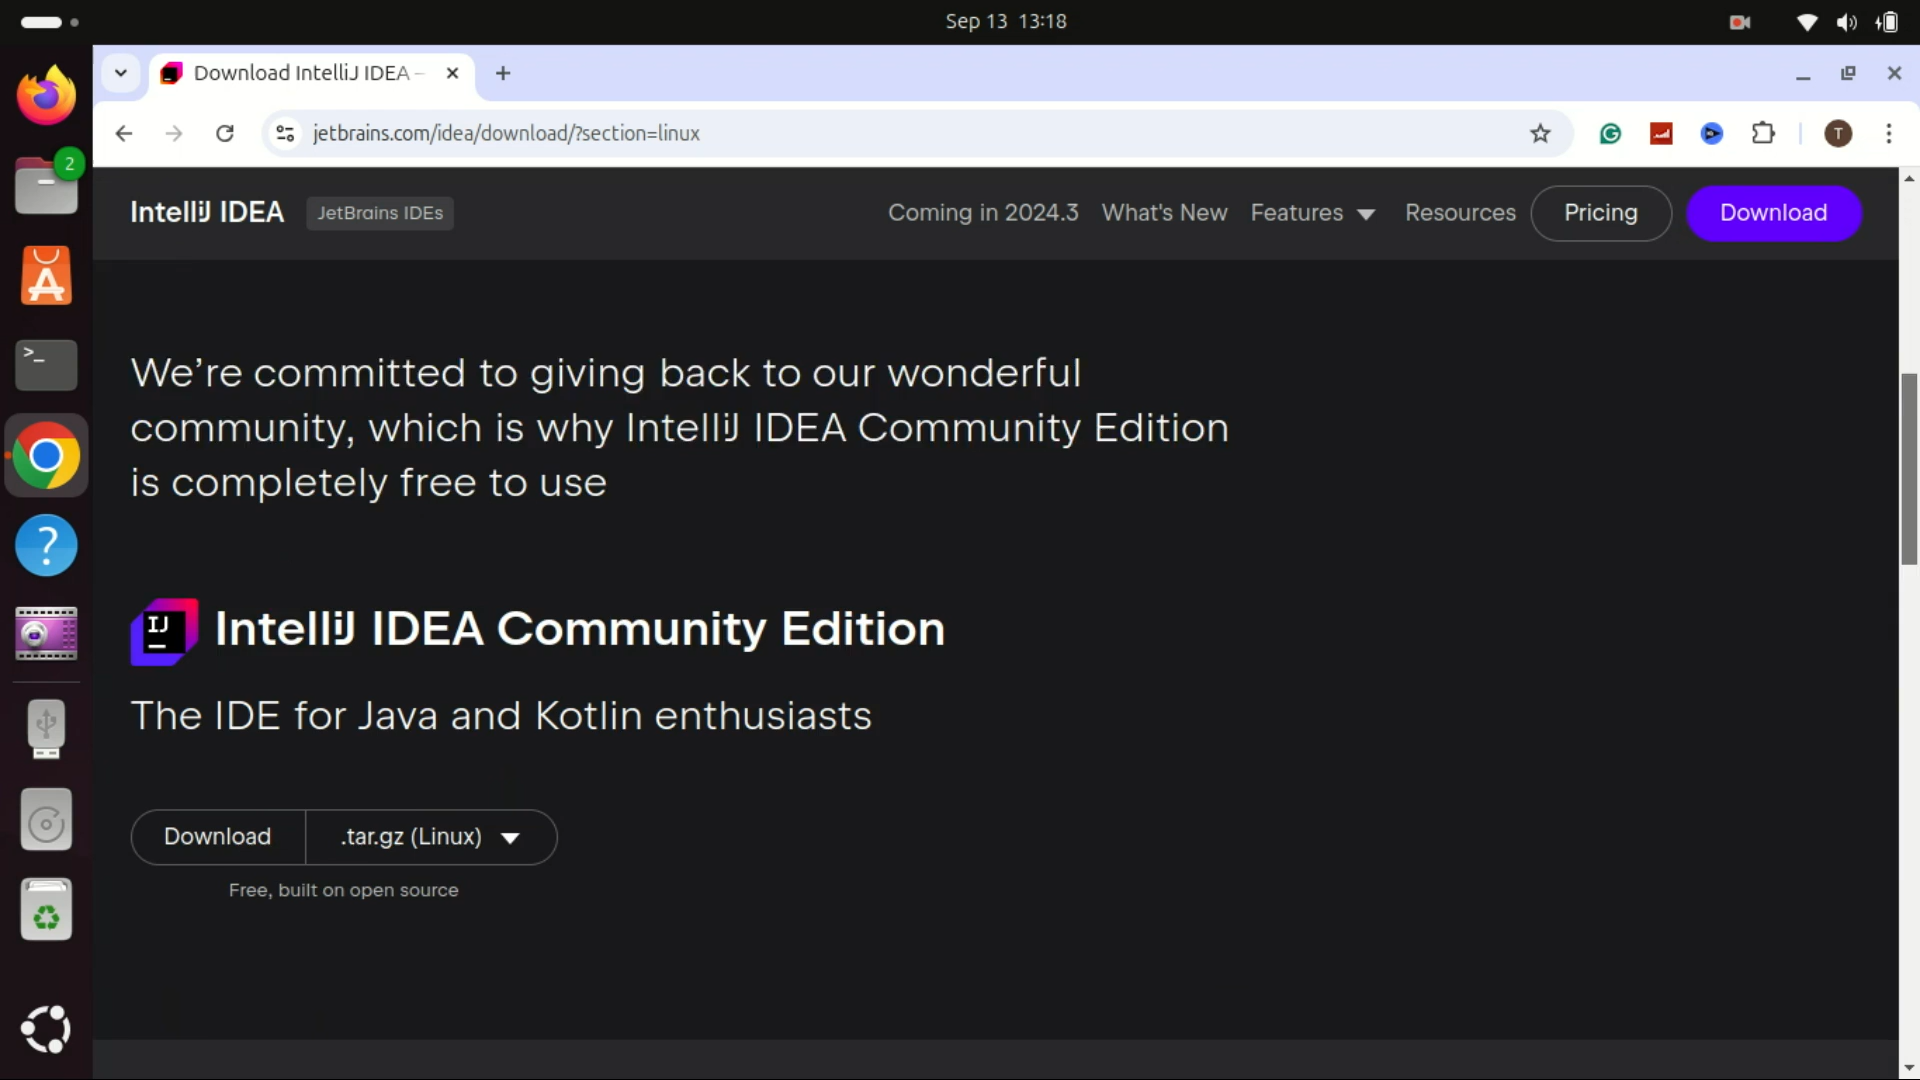 Sep 13 13:18
2
Download IntelliJ IDEA –
jetbrains.com/idea/download/?section=linux
T
IntelliJ IDEA
JetBrains IDEs
Coming in 2024.3
What's New
Features
Resources
Pricing
Download
We’re committed to giving back to our wonderful
community, which is why IntelliJ IDEA Community Edition
is completely free to use
IJ
IntelliJ IDEA Community Edition
The IDE for Java and Kotlin enthusiasts
Download
.tar.gz (Linux)
Free, built on open source